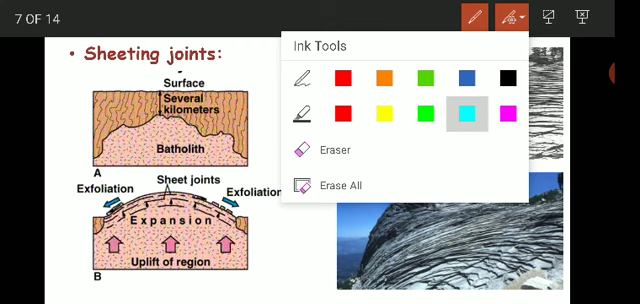 7 OF 14
• Sheeting joints:
Ink Tools
Eraser
Erase All
Surface
Several
kilometers
Batholith
A
Exfoliation
Sheet joints
Exfoliation
Expansion
Uplift of region
B